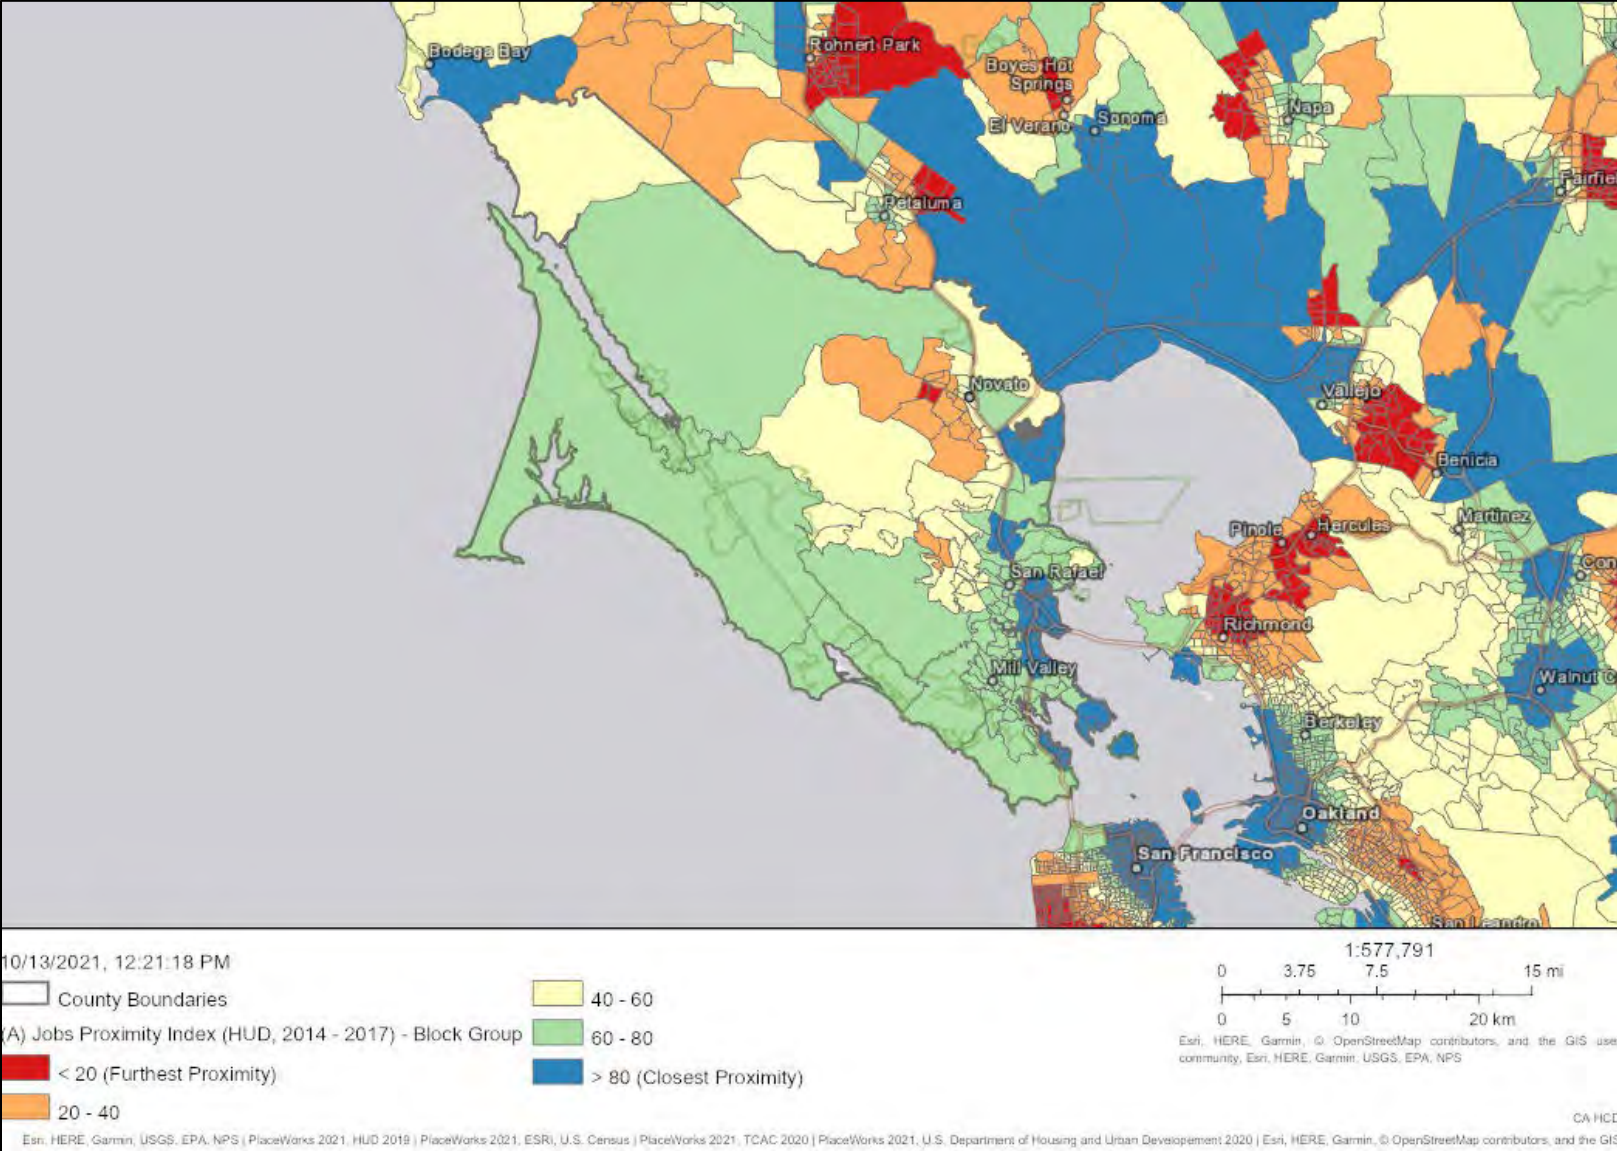 Bodega Bay
Rohnert Park
Boyes Hot
Springs
El Verano
Sonoma
Napa
Petaluma
Novato
Vallejo
Benicia
Pinole
Hercules
Martinez
San Rafael
Richmond
Mill Valley
Walnut C
Berkeley
Oakland
San Francisco
San Leandro
Fairfie
Con
10/13/2021, 12:21:18 PM
County Boundaries
(A) Jobs Proximity Index (HUD, 2014 - 2017) - Block Group
< 20 (Furthest Proximity)
20 - 40
40 - 60
60 - 80
> 80 (Closest Proximity)
1:577,791
0 3.75 7.5 15 mi
0 5 10 20 km
Esri, HERE, Garmin, © OpenStreetMap contributors, and the GIS use
community, Esri, HERE, Garmin, USGS, EPA, NPS
CA HCD
Esri, HERE, Garmin, USGS, EPA, NPS | PlaceWorks 2021, HUD 2019 | PlaceWorks 2021, ESRI, U.S. Census | PlaceWorks 2021, TCAC 2020 | PlaceWorks 2021, U.S. Department of Housing and Urban Developement 2020 | Esri, HERE, Garmin, © OpenStreetMap contributors, and the GIS